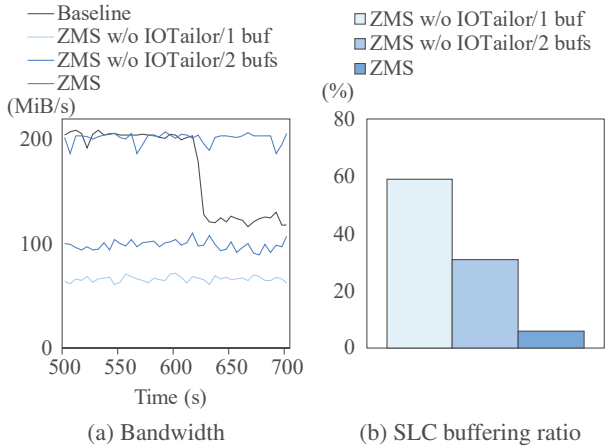 Baseline
ZMS w/o IOTailor/1 buf
ZMS w/o IOTailor/2 bufs
ZMS
(MiB/s)
200
100
0
500 550 600 650 700
Time (s)
(a) Bandwidth
ZMS w/o IOTailor/1 buf
ZMS w/o IOTailor/2 bufs
ZMS
(%)
80
60
40
20
0
(b) SLC buffering ratio